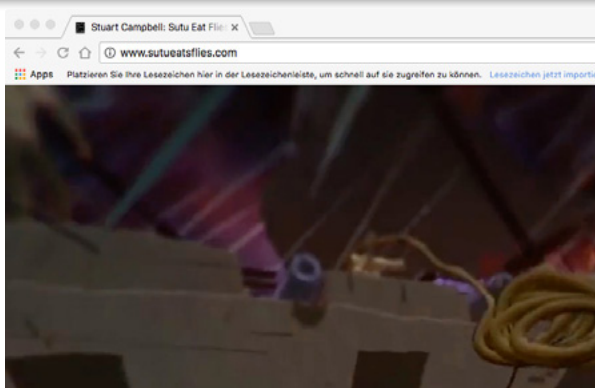 Stuart Campbell: Sutu Eat Flie
www.sutueatsflies.com
Apps Platzieren Sie Ihre Lesezeichen hier in der Lesezeichenleiste, um schnell auf sie zugreifen zu können. Lesezeichen jetzt importie